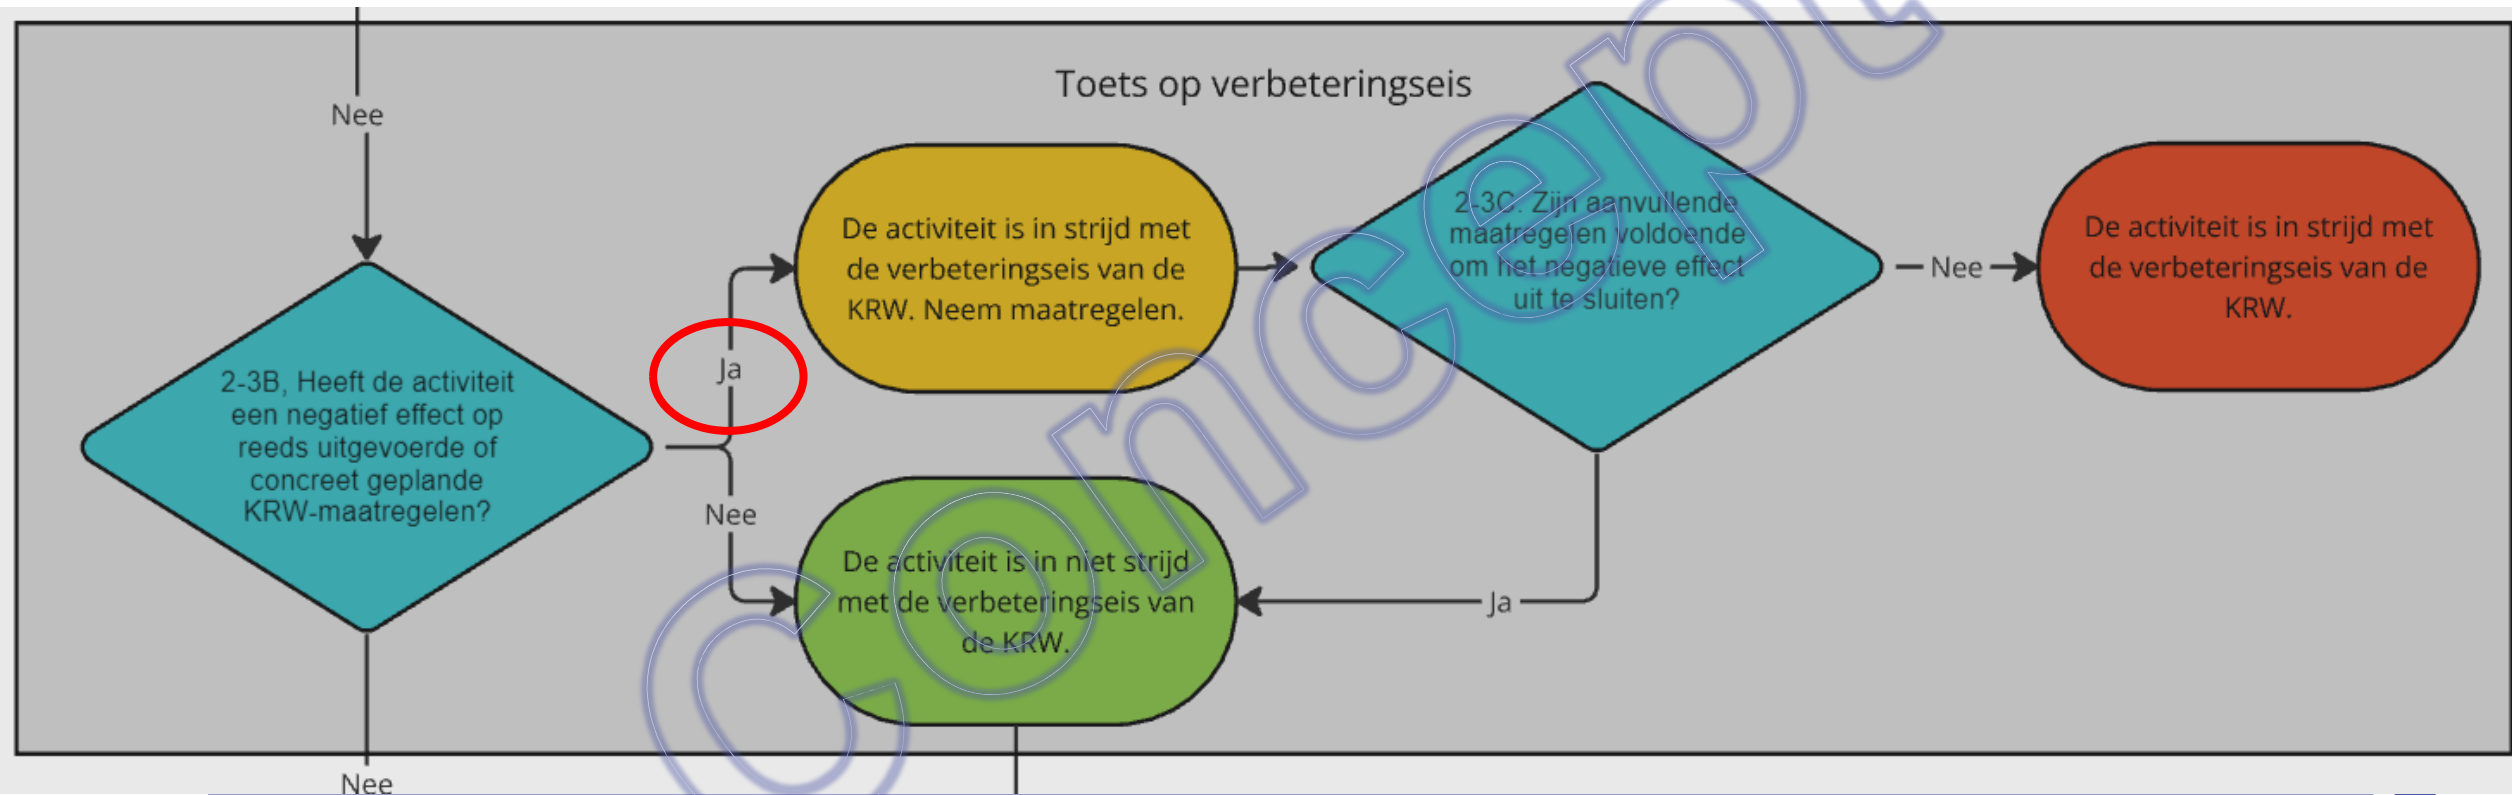 Toets op verbeteringseis
Nee
2-3B, Heeft de activiteit
een negatief effect op
reeds uitgevoerde of
concreet geplande
KRW-maatregelen?
Ja
Nee
De activiteit is in strijd met
de verbeteringseis van de
KRW. Neem maatregelen.
De activiteit is in niet strijd
met de verbeteringseis van
de KRW.
2-3C. Zijn aanvullende
maatregelen voldoende
om het negatieve effect
uit te sluiten?
Nee
De activiteit is in strijd met
de verbeteringseis van de
KRW.
Ja
Nee
Concept